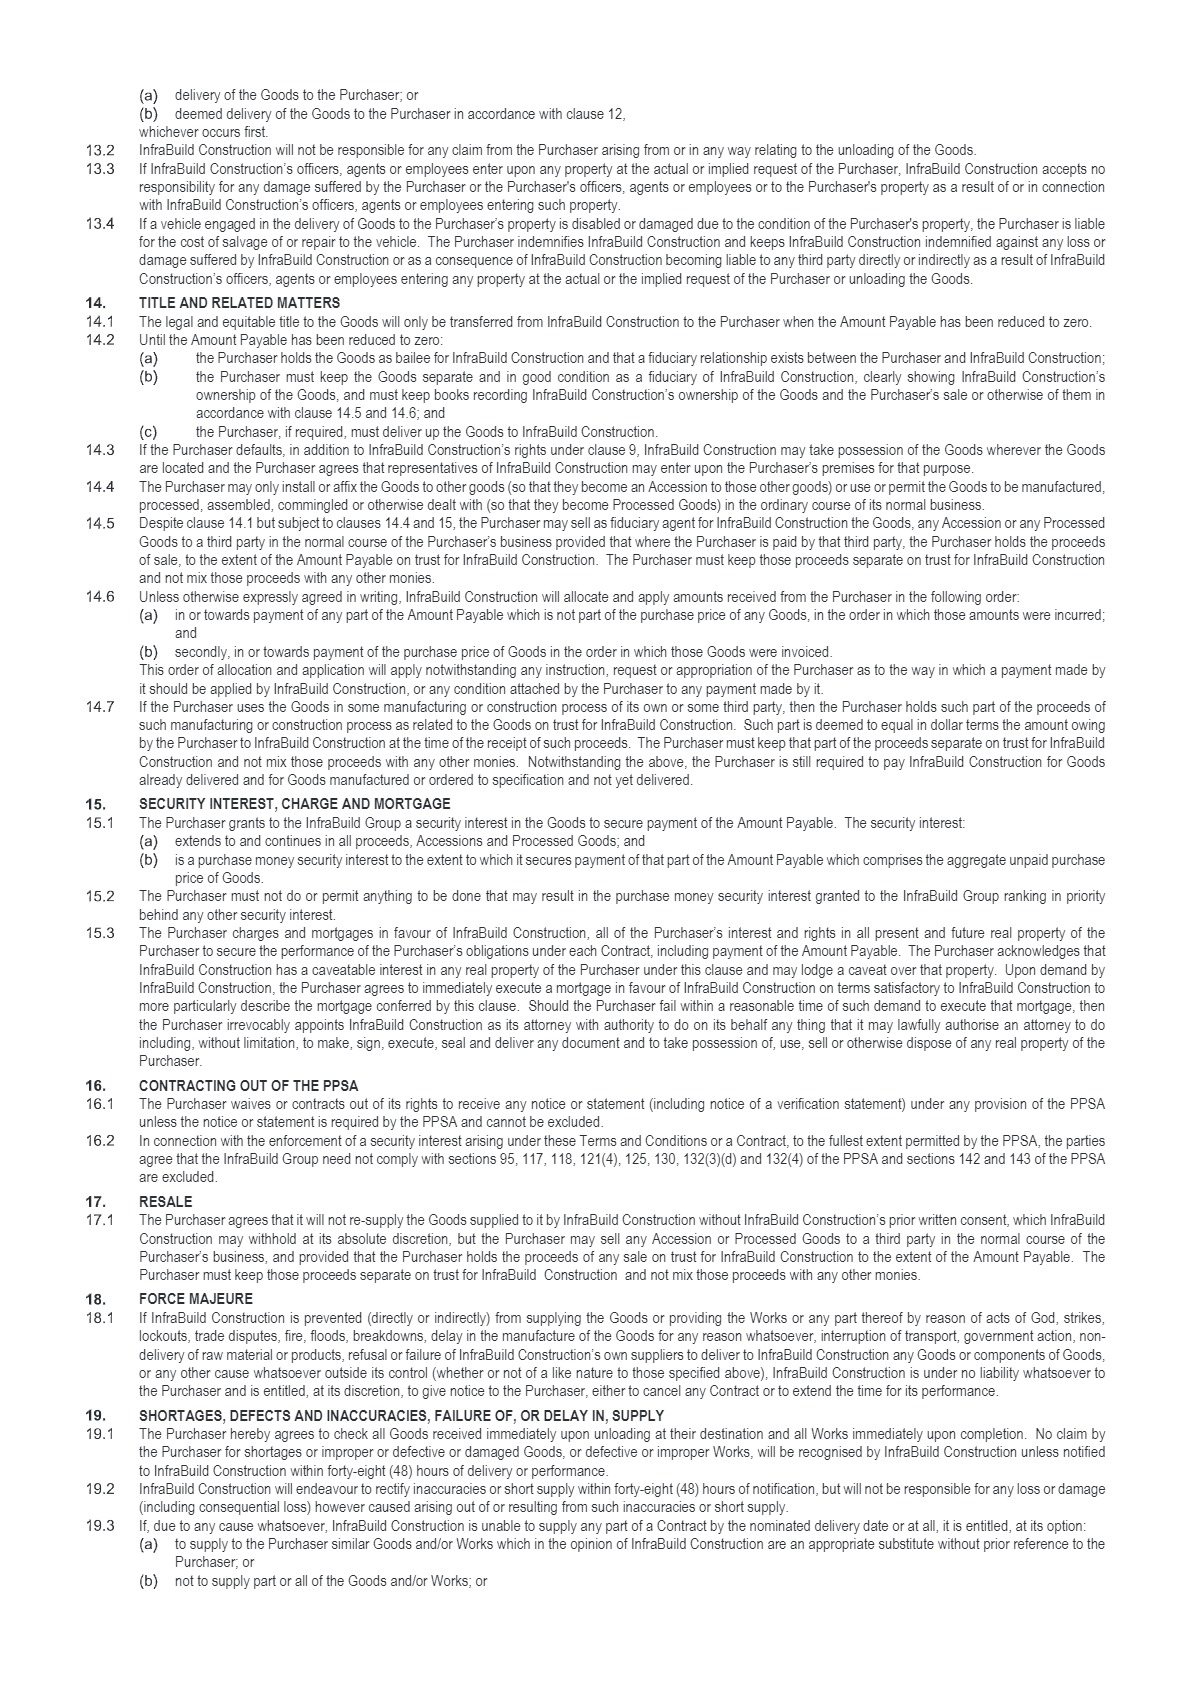 (a) delivery of the Goods to the Purchaser; or
(b) deemed delivery of the Goods to the Purchaser in accordance with clause 12,
whichever occurs first.
13.2 InfraBuild Construction will not be responsible for any claim from the Purchaser arising from or in any way relating to the unloading of the Goods.
13.3 If InfraBuild Construction's officers, agents or employees enter upon any property at the actual or implied request of the Purchaser, InfraBuild Construction accepts no
responsibility for any damage suffered by the Purchaser or the Purchaser's officers, agents or employees or to the Purchaser's property as a result of or in connection
with InfraBuild Construction's officers, agents or employees entering such property.
13.4 If a vehicle engaged in the delivery of Goods to the Purchaser's property is disabled or damaged due to the condition of the Purchaser's property, the Purchaser is liable
for the cost of salvage of or repair to the vehicle. The Purchaser indemnifies InfraBuild Construction and keeps InfraBuild Construction indemnified against any loss or
damage suffered by InfraBuild Construction or as a consequence of InfraBuild Construction becoming liable to any third party directly or indirectly as a result of InfraBuild
Construction's officers, agents or employees entering any property at the actual or the implied request of the Purchaser or unloading the Goods.
14. TITLE AND RELATED MATTERS
14.1 The legal and equitable title to the Goods will only be transferred from InfraBuild Construction to the Purchaser when the Amount Payable has been reduced to zero.
14.2 Until the Amount Payable has been reduced to zero:
(a) the Purchaser holds the Goods as bailee for InfraBuild Construction and that a fiduciary relationship exists between the Purchaser and InfraBuild Construction;
(b) the Purchaser must keep the Goods separate and in good condition as a fiduciary of InfraBuild Construction, clearly showing InfraBuild Construction's
ownership of the Goods, and must keep books recording InfraBuild Construction's ownership of the Goods and the Purchaser's sale or otherwise of them in
accordance with clause 14.5 and 14.6; and
(c) the Purchaser, if required, must deliver up the Goods to InfraBuild Construction.
14.3 If the Purchaser defaults, in addition to InfraBuild Construction's rights under clause 9, InfraBuild Construction may take possession of the Goods wherever the Goods
are located and the Purchaser agrees that representatives of InfraBuild Construction may enter upon the Purchaser's premises for that purpose.
14.4 The Purchaser may only install or affix the Goods to other goods (so that they become an Accession to those other goods) or use or permit the Goods to be manufactured,
processed, assembled, commingled or otherwise dealt with (so that they become Processed Goods) in the ordinary course of its normal business.
14.5 Despite clause 14.1 but subject to clauses 14.4 and 15, the Purchaser may sell as fiduciary agent for InfraBuild Construction the Goods, any Accession or any Processed
Goods to a third party in the normal course of the Purchaser's business provided that where the Purchaser is paid by that third party, the Purchaser holds the proceeds
of sale, to the extent of the Amount Payable on trust for InfraBuild Construction. The Purchaser must keep those proceeds separate on trust for InfraBuild Construction
and not mix those proceeds with any other monies.
14.6 Unless otherwise expressly agreed in writing, InfraBuild Construction will allocate and apply amounts received from the Purchaser in the following order:
(a) in or towards payment of any part of the Amount Payable which is not part of the purchase price of any Goods, in the order in which those amounts were incurred;
and
(b) secondly, in or towards payment of the purchase price of Goods in the order in which those Goods were invoiced.
This order of allocation and application will apply notwithstanding any instruction, request or appropriation of the Purchaser as to the way in which a payment made by
it should be applied by InfraBuild Construction, or any condition attached by the Purchaser to any payment made by it.
14.7 If the Purchaser uses the Goods in some manufacturing or construction process of its own or some third party, then the Purchaser holds such part of the proceeds of
such manufacturing or construction process as related to the Goods on trust for InfraBuild Construction. Such part is deemed to equal in dollar terms the amount owing
by the Purchaser to InfraBuild Construction at the time of the receipt of such proceeds. The Purchaser must keep that part of the proceeds separate on trust for InfraBuild
Construction and not mix those proceeds with any other monies. Notwithstanding the above, the Purchaser is still required to pay InfraBuild Construction for Goods
already delivered and for Goods manufactured or ordered to specification and not yet delivered.
15. SECURITY INTEREST, CHARGE AND MORTGAGE
15.1 The Purchaser grants to the InfraBuild Group a security interest in the Goods to secure payment of the Amount Payable. The security interest:
(a) extends to and continues in all proceeds, Accessions and Processed Goods; and
(b) is a purchase money security interest to the extent to which it secures payment of that part of the Amount Payable which comprises the aggregate unpaid purchase
price of Goods.
15.2 The Purchaser must not do or permit anything to be done that may result in the purchase money security interest granted to the InfraBuild Group ranking in priority
behind any other security interest.
15.3 The Purchaser charges and mortgages in favour of InfraBuild Construction, all of the Purchaser's interest and rights in all present and future real property of the
Purchaser to secure the performance of the Purchaser's obligations under each Contract, including payment of the Amount Payable. The Purchaser acknowledges that
InfraBuild Construction has a caveatable interest in any real property of the Purchaser under this clause and may lodge a caveat over that property. Upon demand by
InfraBuild Construction, the Purchaser agrees to immediately execute a mortgage in favour of InfraBuild Construction on terms satisfactory to InfraBuild Construction to
more particularly describe the mortgage conferred by this clause. Should the Purchaser fail within a reasonable time of such demand to execute that mortgage, then
the Purchaser irrevocably appoints InfraBuild Construction as its attorney with authority to do on its behalf any thing that it may lawfully authorise an attorney to do
including, without limitation, to make, sign, execute, seal and deliver any document and to take possession of, use, sell or otherwise dispose of any real property of the
Purchaser.
16. CONTRACTING OUT OF THE PPSA
16.1 The Purchaser waives or contracts out of its rights to receive any notice or statement (including notice of a verification statement) under any provision of the PPSA
unless the notice or statement is required by the PPSA and cannot be excluded.
16.2 In connection with the enforcement of a security interest arising under these Terms and Conditions or a Contract, to the fullest extent permitted by the PPSA, the parties
agree that the InfraBuild Group need not comply with sections 95, 117, 118, 121(4), 125, 130, 132(3)(d) and 132(4) of the PPSA and sections 142 and 143 of the PPSA
are excluded.
17. RESALE
17.1 The Purchaser agrees that it will not re-supply the Goods supplied to it by InfraBuild Construction without InfraBuild Construction's prior written consent, which InfraBuild
Construction may withhold at its absolute discretion, but the Purchaser may sell any Accession or Processed Goods to a third party in the normal course of the
Purchaser's business, and provided that the Purchaser holds the proceeds of any sale on trust for InfraBuild Construction to the extent of the Amount Payable. The
Purchaser must keep those proceeds separate on trust for InfraBuild Construction and not mix those proceeds with any other monies.
18. FORCE MAJEURE
18.1 If InfraBuild Construction is prevented (directly or indirectly) from supplying the Goods or providing the Works or any part thereof by reason of acts of God, strikes,
lockouts, trade disputes, fire, floods, breakdowns, delay in the manufacture of the Goods for any reason whatsoever, interruption of transport, government action, non-
delivery of raw material or products, refusal or failure of InfraBuild Construction's own suppliers to deliver to InfraBuild Construction any Goods or components of Goods,
or any other cause whatsoever outside its control (whether or not of a like nature to those specified above), InfraBuild Construction is under no liability whatsoever to
the Purchaser and is entitled, at its discretion, to give notice to the Purchaser, either to cancel any Contract or to extend the time for its performance.
19. SHORTAGES, DEFECTS AND INACCURACIES, FAILURE OF, OR DELAY IN, SUPPLY
19.1 The Purchaser hereby agrees to check all Goods received immediately upon unloading at their destination and all Works immediately upon completion. No claim by
the Purchaser for shortages or improper or defective or damaged Goods, or defective or improper Works, will be recognised by InfraBuild Construction unless notified
to InfraBuild Construction within forty-eight (48) hours of delivery or performance.
19.2 InfraBuild Construction will endeavour to rectify inaccuracies or short supply within forty-eight (48) hours of notification, but will not be responsible for any loss or damage
(including consequential loss) however caused arising out of or resulting from such inaccuracies or short supply.
19.3 If, due to any cause whatsoever, InfraBuild Construction is unable to supply any part of a Contract by the nominated delivery date or at all, it is entitled, at its option:
(a) to supply to the Purchaser similar Goods and/or Works which in the opinion of InfraBuild Construction are an appropriate substitute without prior reference to the
Purchaser; or
(b) not to supply part or all of the Goods and/or Works; or